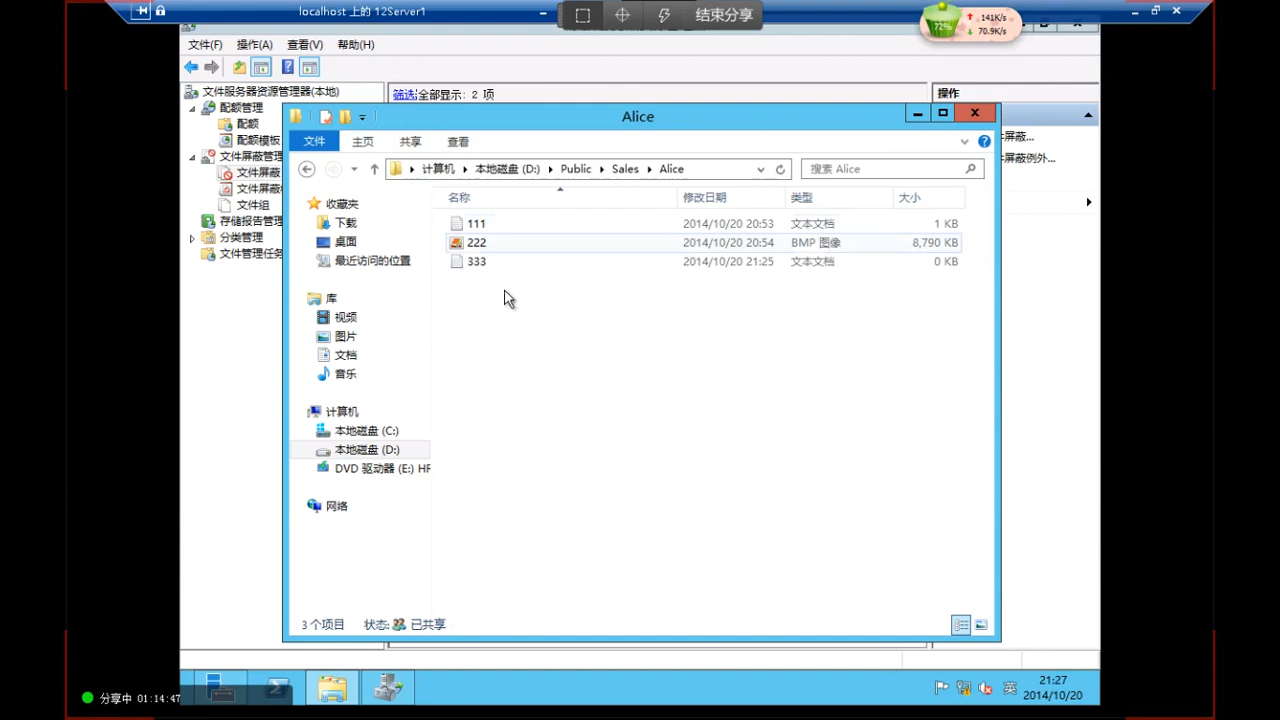 localhost 上的 12Server1
结束分享
72%
141K/s
70.9K/s
文件(F) 操作(A) 查看(V) 帮助(H)
文件服务器资源管理器(本地)
配额管理
配额
配额模板
文件屏蔽管理
文件屏蔽
文件屏蔽
文件组
存储报告管理
分类管理
文件管理任务
筛选:全部显示: 2 项
操作
屏蔽...
屏蔽例外...
Alice
文件 主页 共享 查看
计算机 本地磁盘 (D:) Public Sales Alice
搜索 Alice
名称 修改日期 类型 大小
111 2014/10/20 20:53 文本文档 1 KB
222 2014/10/20 20:54 BMP 图像 8,790 KB
333 2014/10/20 21:25 文本文档 0 KB
收藏夹
下载
桌面
最近访问的位置
库
视频
图片
文档
音乐
计算机
本地磁盘 (C:)
本地磁盘 (D:)
DVD 驱动器 (E:) HR
网络
3 个项目 状态: 已共享
分享中 01:14:47
英
21:27
2014/10/20